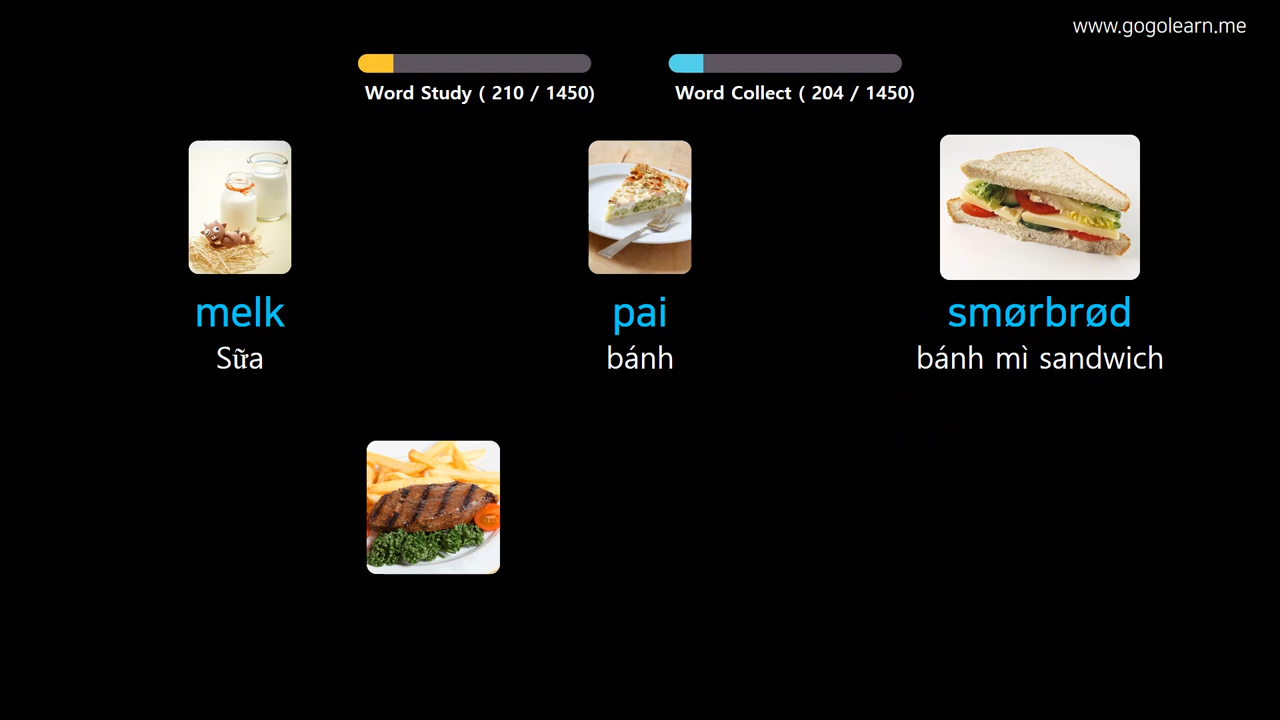 www.gogolearn.me
Word Study ( 210 / 1450)
Word Collect ( 204 / 1450)
melk
pai
smørbrød
Sữa
bánh
bánh mì sandwich